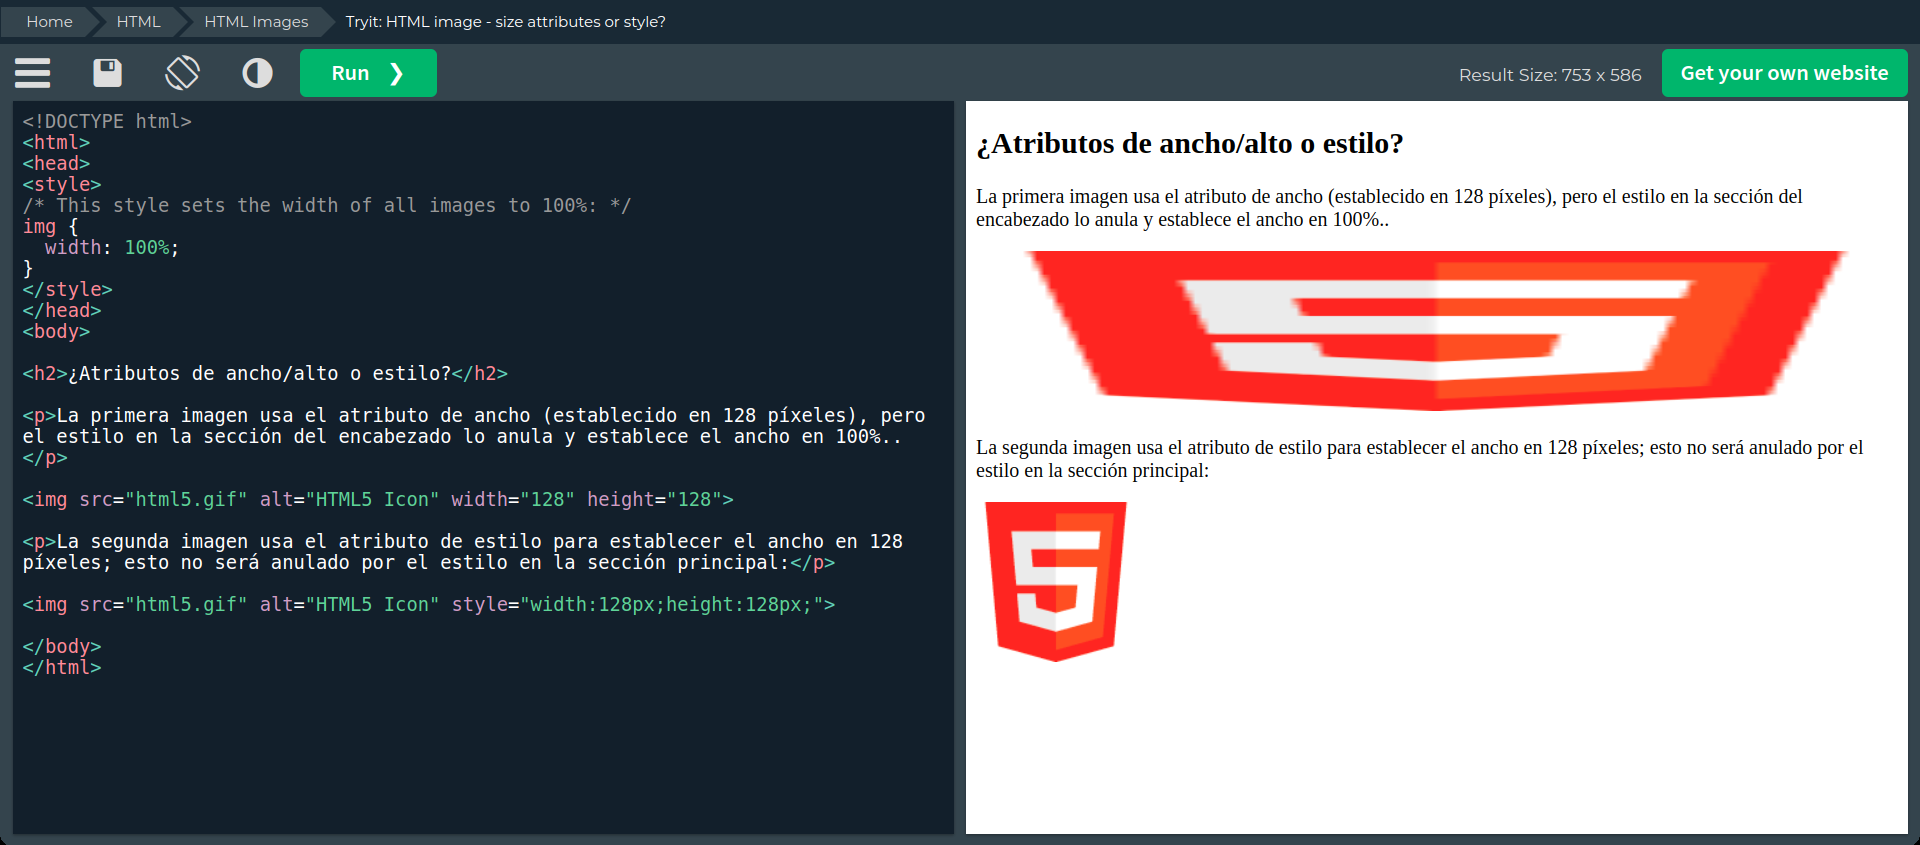 Home HTML HTML Images Tryit: HTML image - size attributes or style?
Run ❯ Result Size: 753 x 586 Get your own website
<!DOCTYPE html>
<html>
<head>
<style>
/* This style sets the width of all images to 100%: */
img {
  width: 100%;
}
</style>
</head>
<body>
<h2>¿Atributos de ancho/alto o estilo?</h2>
<p>La primera imagen usa el atributo de ancho (establecido en 128 píxeles), pero
el estilo en la sección del encabezado lo anula y establece el ancho en 100%..
</p>
<img src="html5.gif" alt="HTML5 Icon" width="128" height="128">
<p>La segunda imagen usa el atributo de estilo para establecer el ancho en 128
píxeles; esto no será anulado por el estilo en la sección principal:</p>
<img src="html5.gif" alt="HTML5 Icon" style="width:128px;height:128px;">
</body>
</html>
¿Atributos de ancho/alto o estilo?
La primera imagen usa el atributo de ancho (establecido en 128 píxeles), pero el estilo en la sección del
encabezado lo anula y establece el ancho en 100%..
5
La segunda imagen usa el atributo de estilo para establecer el ancho en 128 píxeles; esto no será anulado por el
estilo en la sección principal:
5